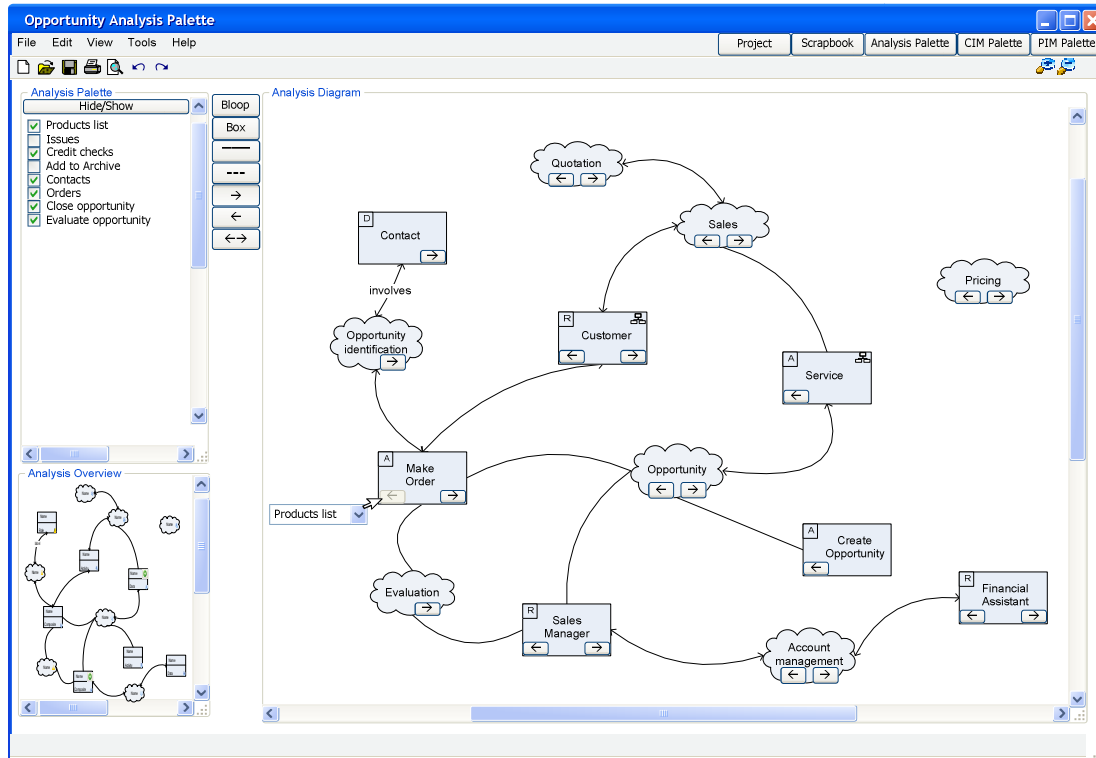 Opportunity Analysis Palette
File Edit View Tools Help
Project Scrapbook Analysis Palette CIM Palette PIM Palette
Analysis Palette
Hide/Show
Products list
Issues
Credit checks
Add to Archive
Contacts
Orders
Close opportunity
Evaluate opportunity
Bloop
Box
Analysis Diagram
Quotation
D
Contact
involves
Opportunity
identification
Sales
Pricing
R
Customer
A
Service
A
Make
Order
Products list
Opportunity
A
Create
Opportunity
Evaluation
R
Sales
Manager
R
Financial
Assistant
Account
management
Analysis Overview